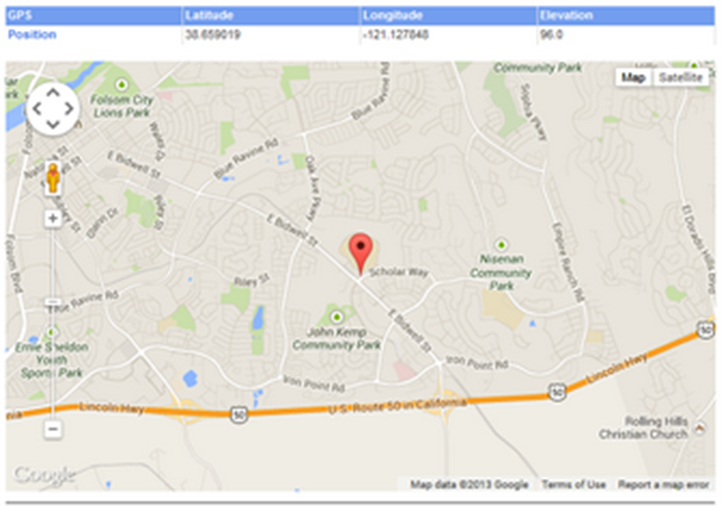 GPS Latitude Longitude Elevation
Position 38.659019 -121.127848 96.0
Community Park
Map Satellite
Folsom City
Lions Park
Blue Ravine Rd
Sophia Pkwy
E Bidwell St
Blue Ravine Rd
Oak Ave Pkwy
Glenn Dr
Riley St
E Bidwell St
El Dorado Hills Blvd
Empire Ranch Rd
Folsom Blvd
Scholar Way
Nisenan
Community
Park
Riley St
Blue Ravine Rd
John Kemp
Community Park
E Bidwell St
Ernie Sheldon
Youth
Sports Park
Iron Point Rd
Iron Point Rd
50
Lincoln Hwy
50
Lincoln Hwy
50
U.S. Route 50 in California
Rolling Hills
Christian Church
Google
Map data ©2013 Google Terms of Use Report a map error